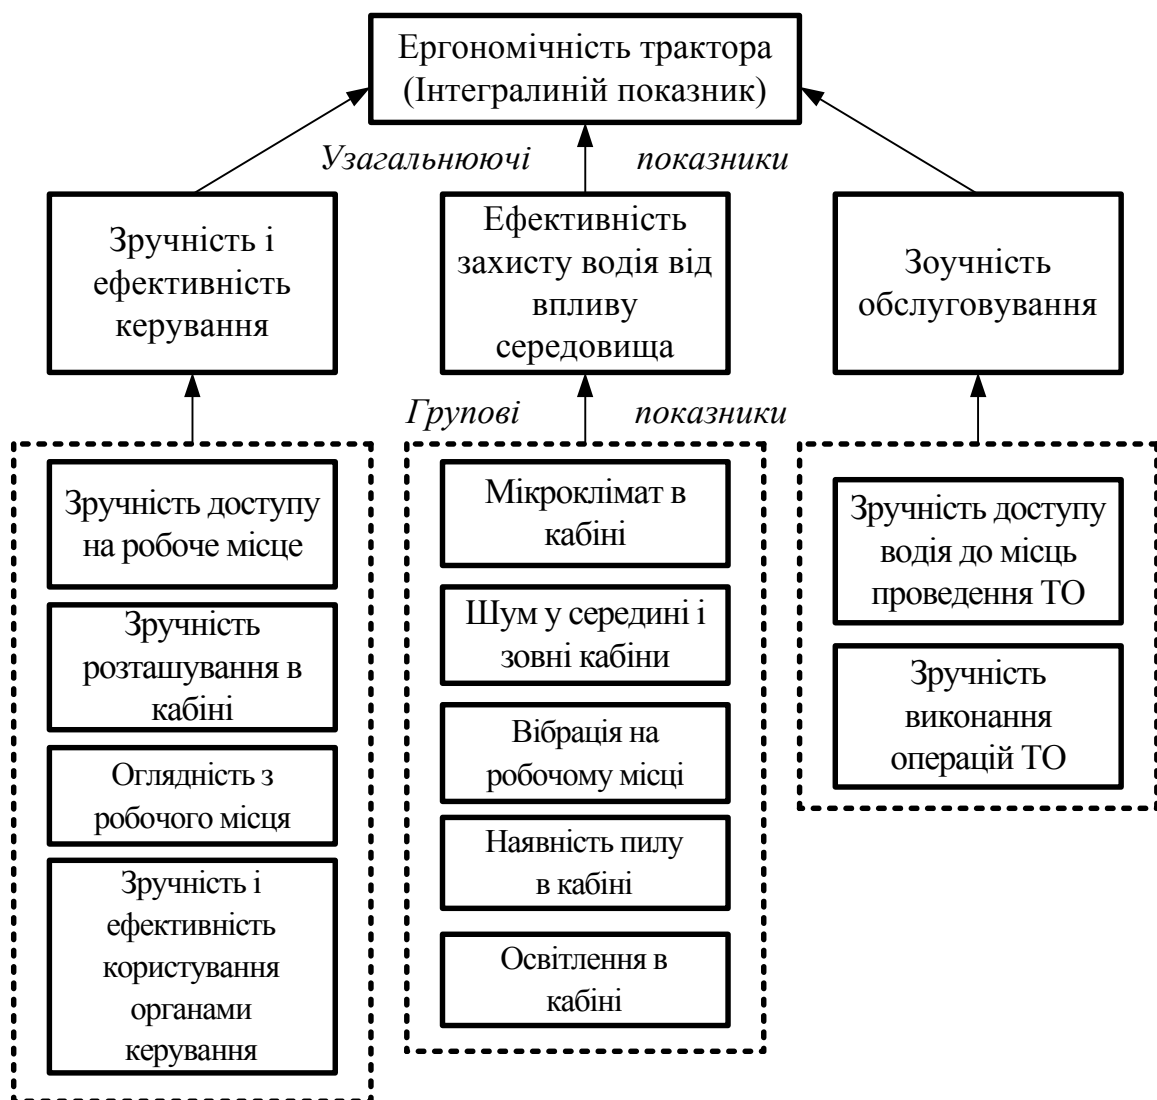 Ергономічність трактора
(Інтегралиній показник)
Узагальнюючі показники
Зручність і
ефективність
керування
Ефективність
захисту водія від
впливу
середовища
Зоучність
обслуговування
Групові показники
Зручність доступу
на робоче місце
Зручність
розташування в
кабіні
Оглядність з
робочого місця
Зручність і
ефективність
користування
органами
керування
Мікроклімат в
кабіні
Шум у середині і
зовні кабіни
Вібрація на
робочому місці
Наявність пилу
в кабіні
Освітлення в
кабіні
Зручність доступу
водія до місць
проведення ТО
Зручність
виконання
операцій ТО